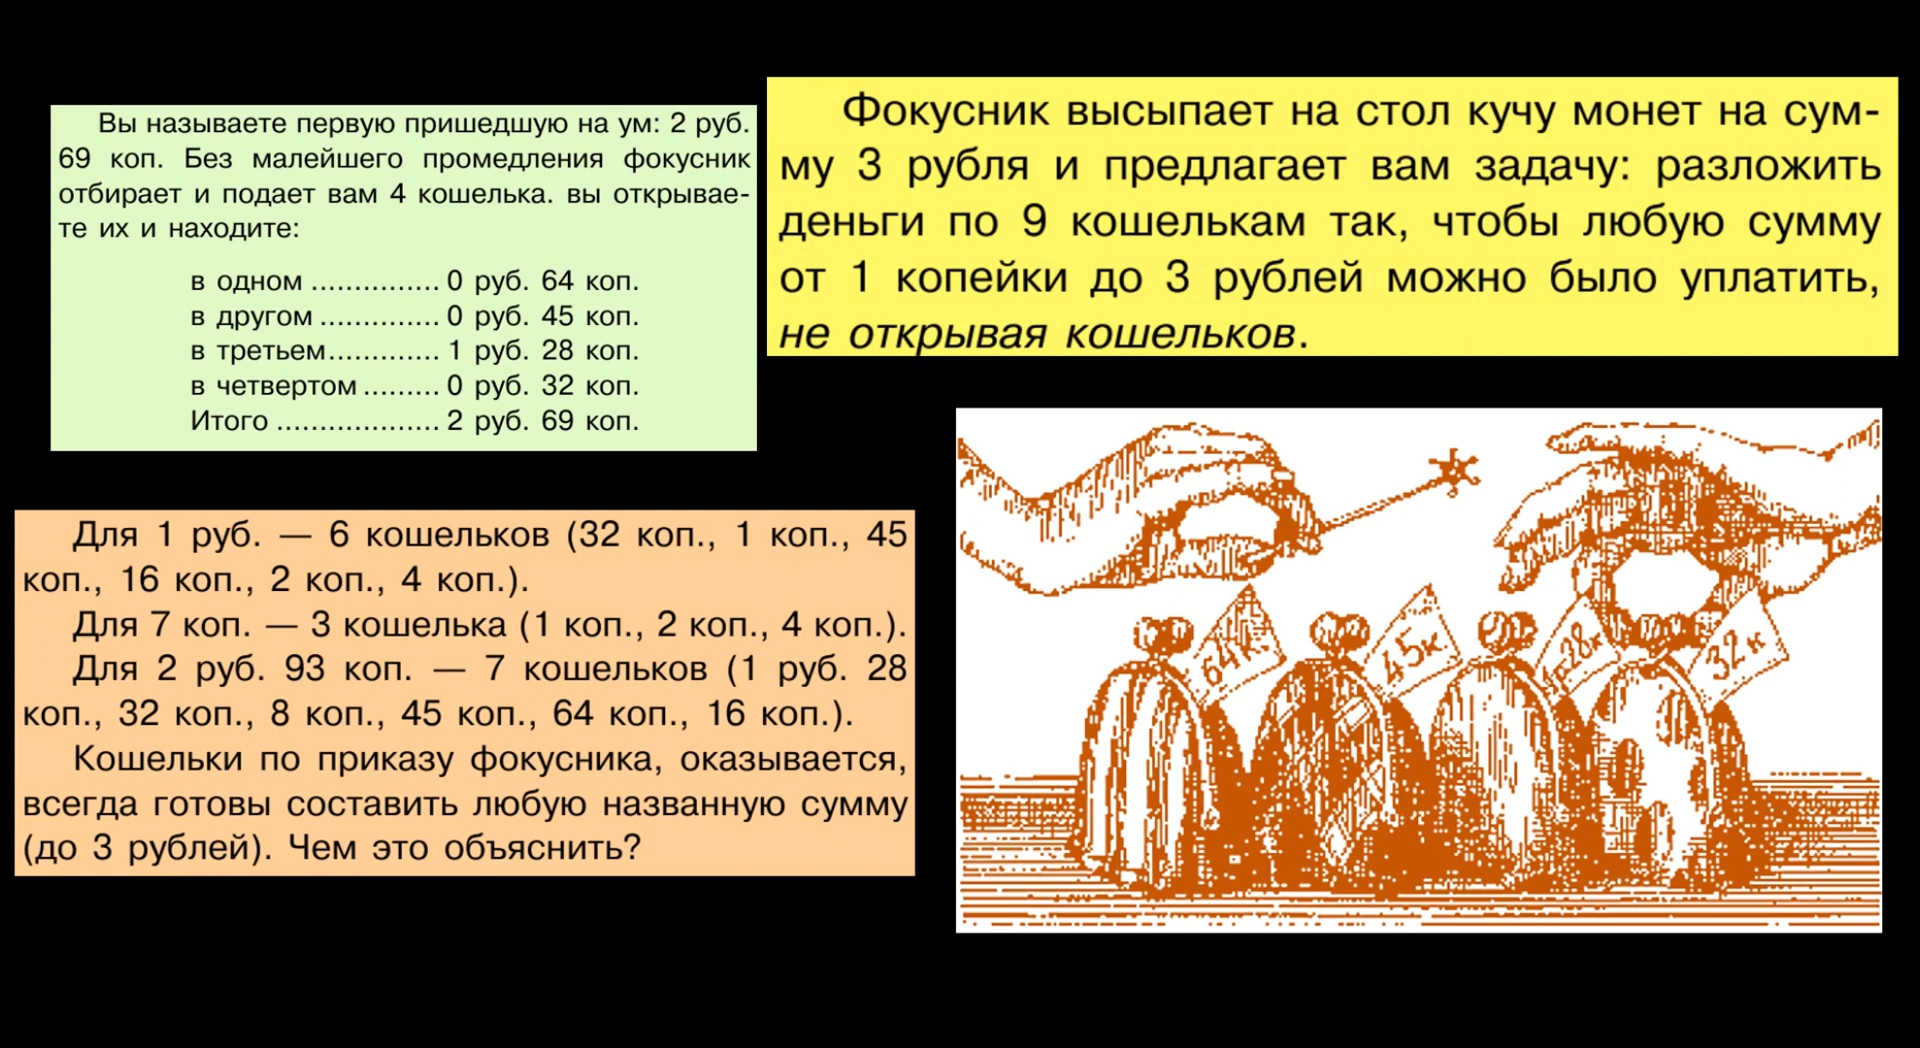 Вы называете первую пришедшую на ум: 2 руб.
69 коп. Без малейшего промедления фокусник
отбирает и подает вам 4 кошелька. вы открывае-
те их и находите:
в одном ............... 0 руб. 64 коп.
в другом .............. 0 руб. 45 коп.
в третьем............. 1 руб. 28 коп.
в четвертом ......... 0 руб. 32 коп.
Итого ................... 2 руб. 69 коп.
Фокусник высыпает на стол кучу монет на сум-
му 3 рубля и предлагает вам задачу: разложить
деньги по 9 кошелькам так, чтобы любую сумму
от 1 копейки до 3 рублей можно было уплатить,
не открывая кошельков.
Для 1 руб. — 6 кошельков (32 коп., 1 коп., 45
коп., 16 коп., 2 коп., 4 коп.).
Для 7 коп. — 3 кошелька (1 коп., 2 коп., 4 коп.).
Для 2 руб. 93 коп. — 7 кошельков (1 руб. 28
коп., 32 коп., 8 коп., 45 коп., 64 коп., 16 коп.).
Кошельки по приказу фокусника, оказывается,
всегда готовы составить любую названную сумму
(до 3 рублей). Чем это объяснить?
64к
45к
32к